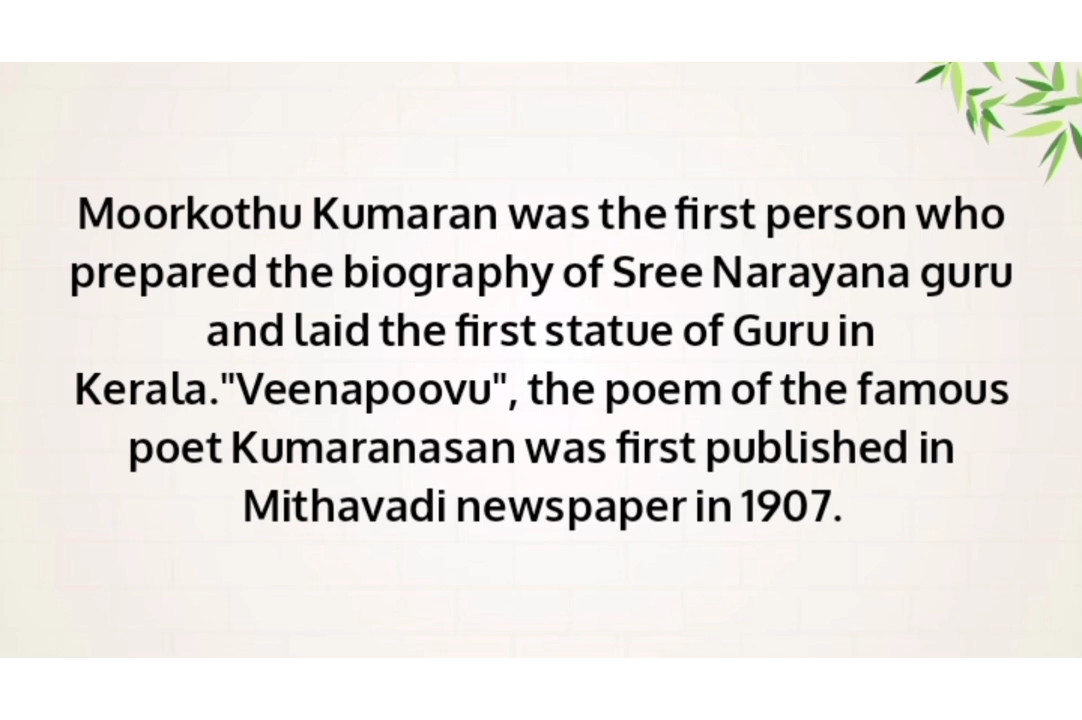 Moorkothu Kumaran was the first person who
prepared the biography of Sree Narayana guru
and laid the first statue of Guru in
Kerala."Veenapoovu", the poem of the famous
poet Kumaranasan was first published in
Mithavadi newspaper in 1907.